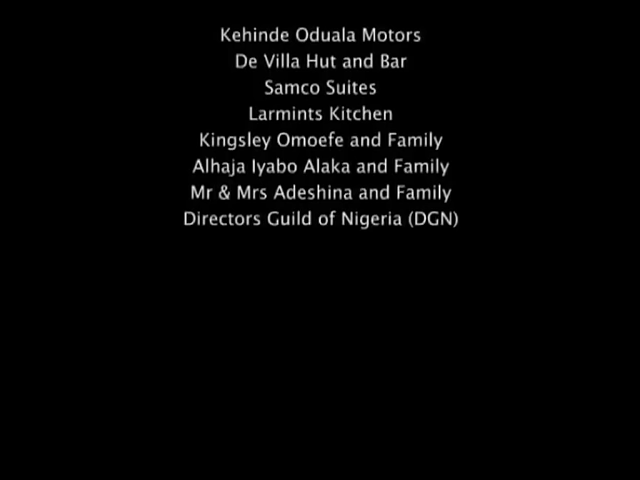 Kehinde Oduala Motors
De Villa Hut and Bar
Samco Suites
Larmints Kitchen
Kingsley Omoefe and Family
Alhaja Iyabo Alaka and Family
Mr & Mrs Adeshina and Family
Directors Guild of Nigeria (DGN)